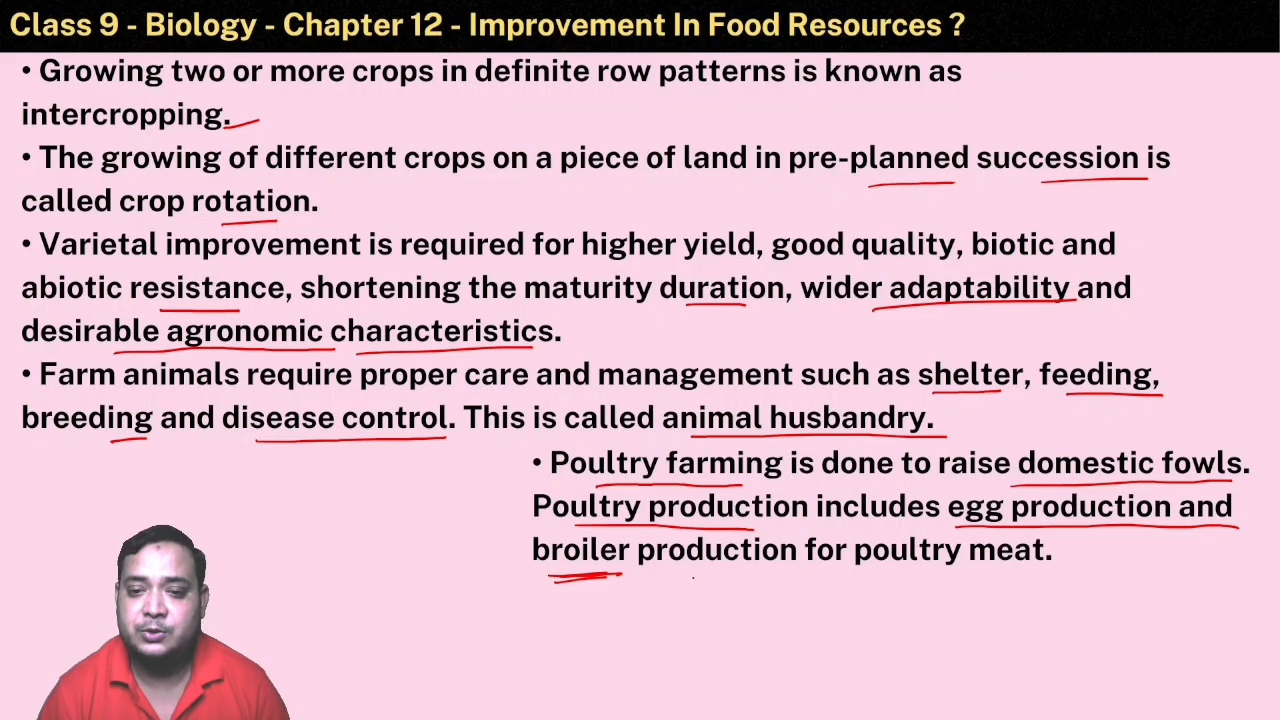 Class 9 - Biology - Chapter 12 - Improvement In Food Resources ?
• Growing two or more crops in definite row patterns is known as
intercropping.
• The growing of different crops on a piece of land in pre-planned succession is
called crop rotation.
• Varietal improvement is required for higher yield, good quality, biotic and
abiotic resistance, shortening the maturity duration, wider adaptability and
desirable agronomic characteristics.
• Farm animals require proper care and management such as shelter, feeding,
breeding and disease control. This is called animal husbandry.
• Poultry farming is done to raise domestic fowls.
Poultry production includes egg production and
broiler production for poultry meat.